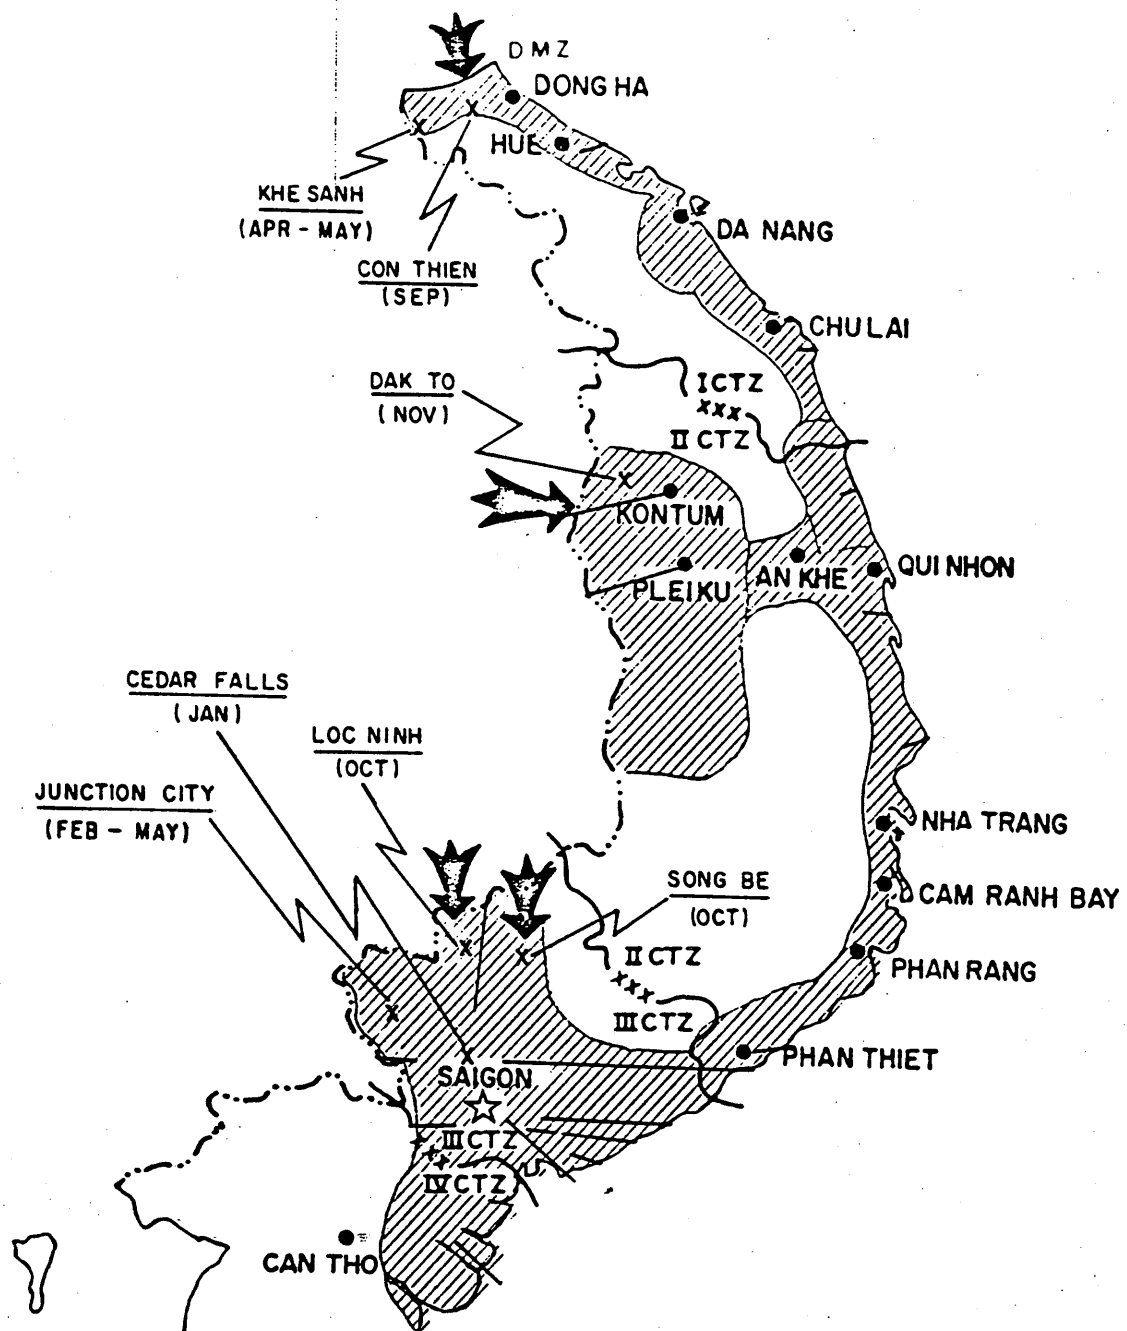 DMZ
DONG HA
HUE
KHE SANH
(APR - MAY)
CON THIEN
(SEP)
DA NANG
CHU LAI
I CTZ
XXX
II CTZ
DAK TO
(NOV)
KONTUM
PLEIKU
AN KHE
QUI NHON
CEDAR FALLS
(JAN)
LOC NINH
(OCT)
JUNCTION CITY
(FEB - MAY)
NHA TRANG
SONG BE
(OCT)
CAM RANH BAY
II CTZ
XXX
III CTZ
PHAN RANG
PHAN THIET
SAIGON
III CTZ
XXX
IV CTZ
CAN THO